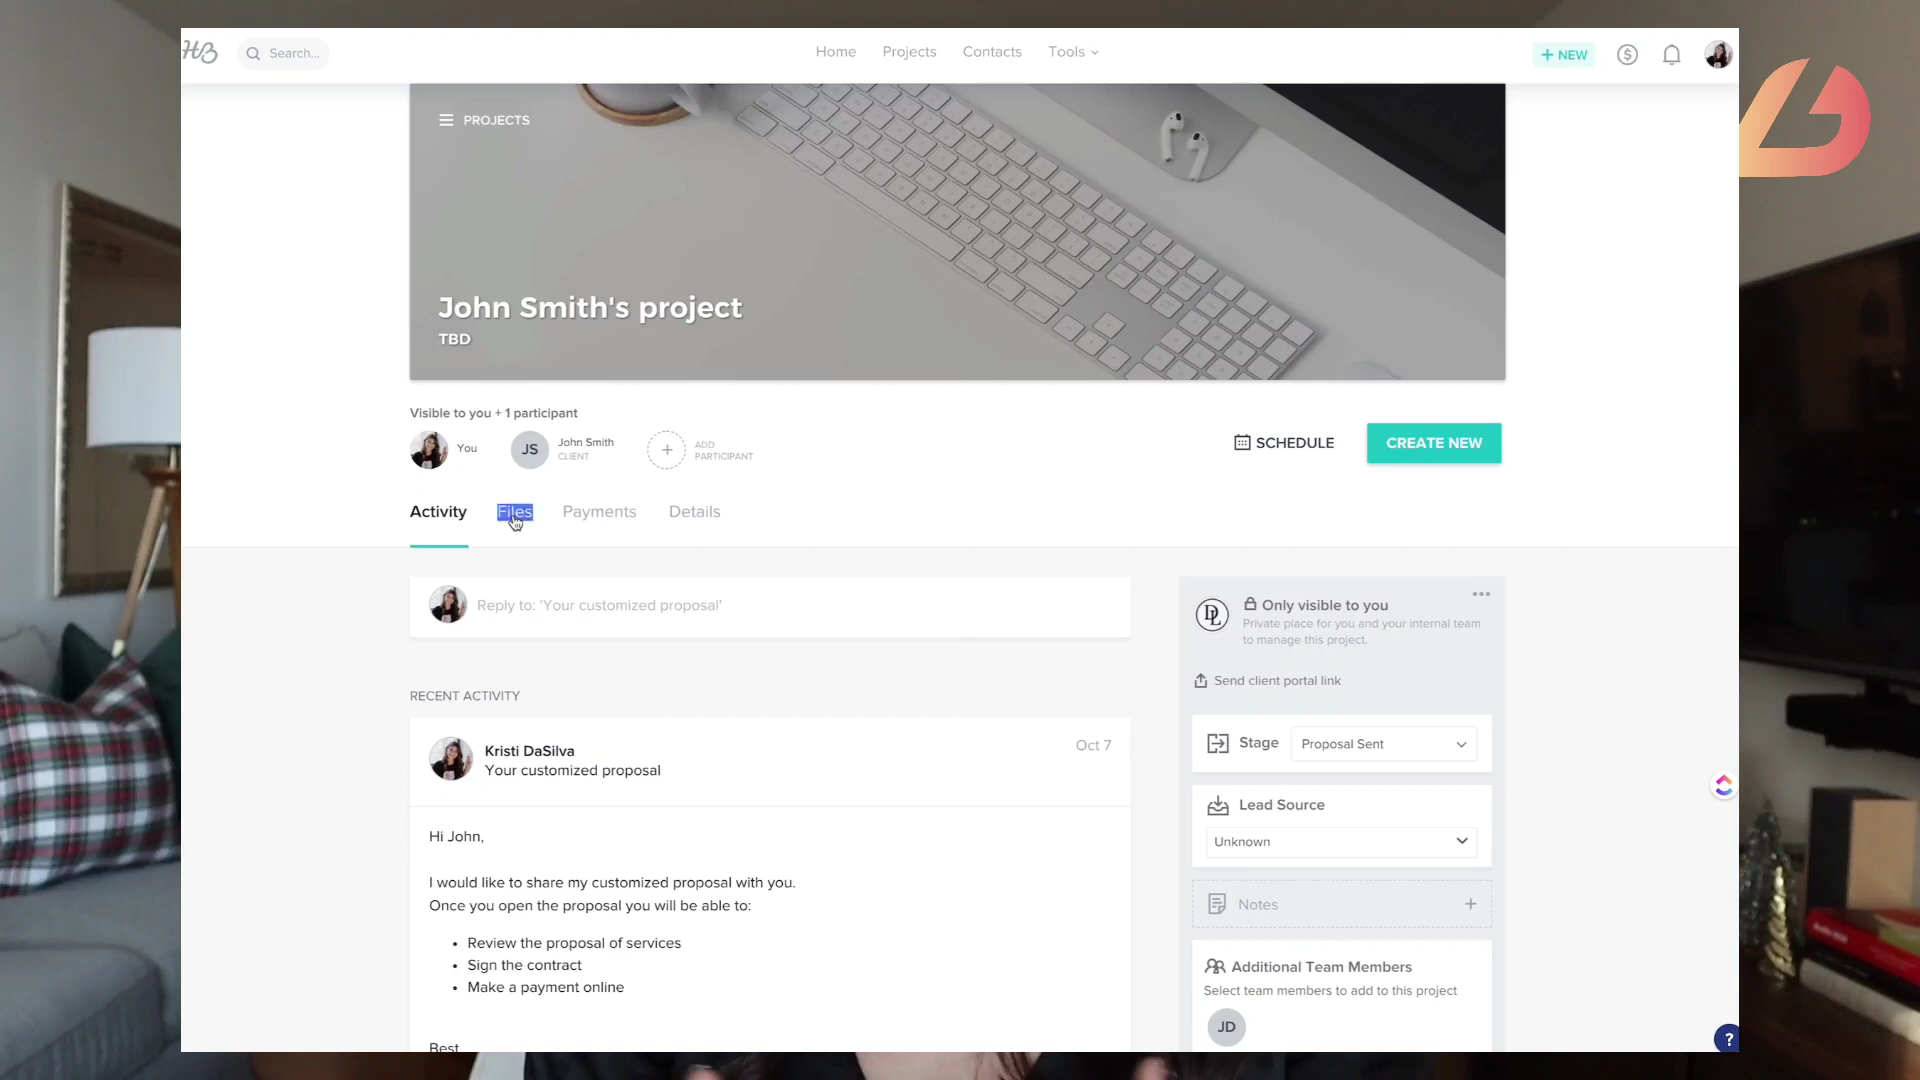 HB
Search...
Home
Projects
Contacts
Tools
+ NEW
PROJECTS
John Smith's project
TBD
Visible to you + 1 participant
You
JS
John Smith
CLIENT
ADD
PARTICIPANT
SCHEDULE
CREATE NEW
Activity
Files
Payments
Details
Reply to: 'Your customized proposal'
RECENT ACTIVITY
Kristi DaSilva
Your customized proposal
Oct 7
Hi John,
I would like to share my customized proposal with you.
Once you open the proposal you will be able to:
• Review the proposal of services
• Sign the contract
• Make a payment online
Best
DL
Only visible to you
Private place for you and your internal team
to manage this project.
Send client portal link
Stage
Proposal Sent
Lead Source
Unknown
Notes
+
Additional Team Members
Select team members to add to this project
JD
?